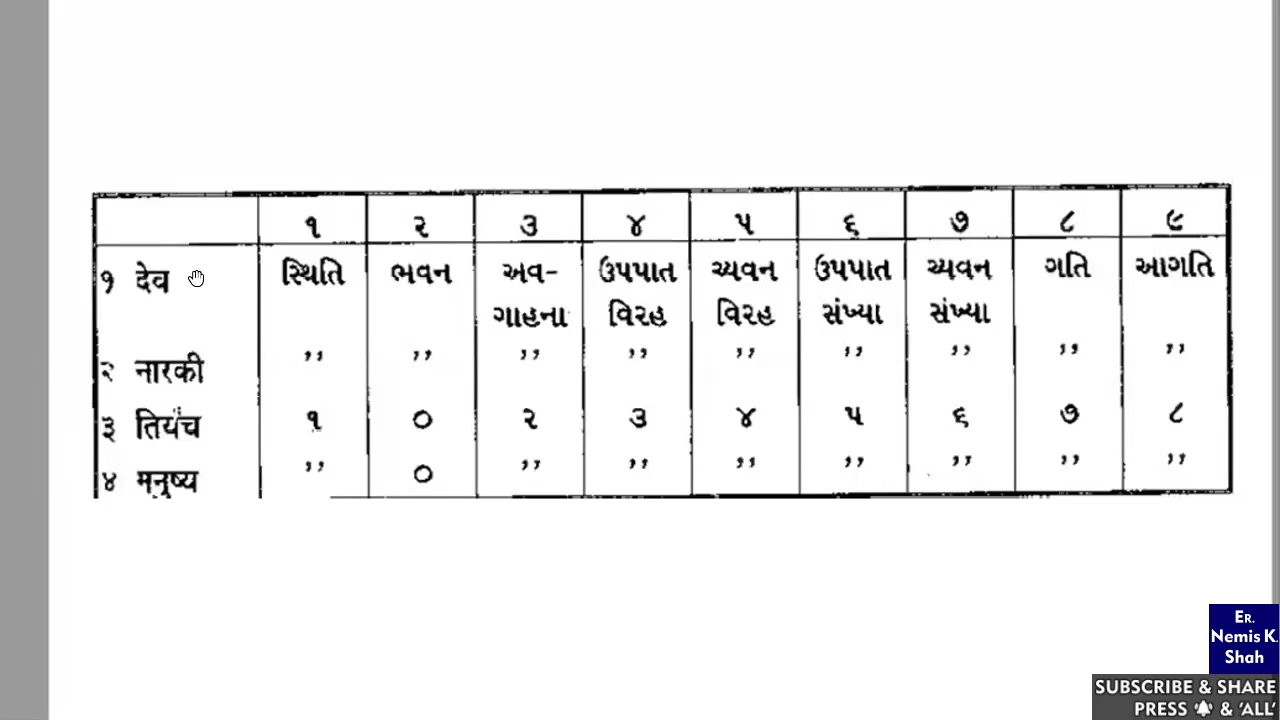 ૧ ૨ ૩ ૪ ૫ ૬ ૭ ૮ ૯
१ देव સ્થિતિ ભવન અવ- ઉપપાત ચ્યવન ઉપપાત ચ્યવન ગતિ આગતિ
ગાહના વિરહ વિરહ સંખ્યા સંખ્યા
२ नारकी ,, ,, ,, ,, ,, ,, ,, ,, ,,
३ तिर्यंच ૧ ૦ ૨ ૩ ૪ ૫ ૬ ૭ ૮
४ मनुष्य ,, ૦ ,, ,, ,, ,, ,, ,, ,,
ER.
Nemis K.
Shah
SUBSCRIBE & SHARE
PRESS & ‘ALL’